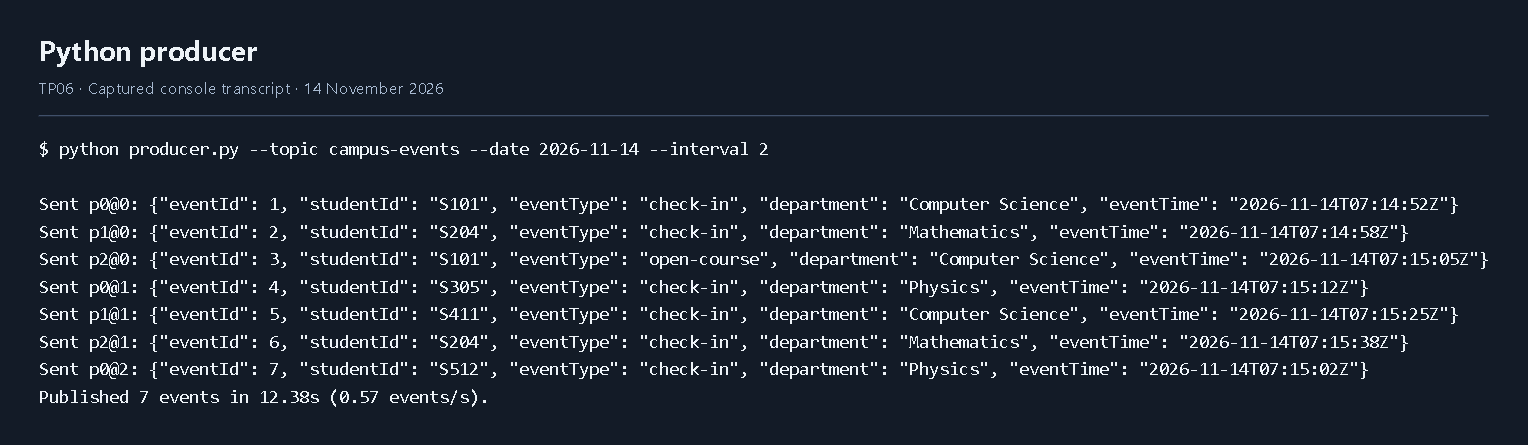 Python producer
TP06 · Captured console transcript · 14 November 2026
$ python producer.py --topic campus-events --date 2026-11-14 --interval 2
Sent p0@0: {"eventId": 1, "studentId": "S101", "eventType": "check-in", "department": "Computer Science", "eventTime": "2026-11-14T07:14:52Z"}
Sent p1@0: {"eventId": 2, "studentId": "S204", "eventType": "check-in", "department": "Mathematics", "eventTime": "2026-11-14T07:14:58Z"}
Sent p2@0: {"eventId": 3, "studentId": "S101", "eventType": "open-course", "department": "Computer Science", "eventTime": "2026-11-14T07:15:05Z"}
Sent p0@1: {"eventId": 4, "studentId": "S305", "eventType": "check-in", "department": "Physics", "eventTime": "2026-11-14T07:15:12Z"}
Sent p1@1: {"eventId": 5, "studentId": "S411", "eventType": "check-in", "department": "Computer Science", "eventTime": "2026-11-14T07:15:25Z"}
Sent p2@1: {"eventId": 6, "studentId": "S204", "eventType": "check-in", "department": "Mathematics", "eventTime": "2026-11-14T07:15:38Z"}
Sent p0@2: {"eventId": 7, "studentId": "S512", "eventType": "check-in", "department": "Physics", "eventTime": "2026-11-14T07:15:02Z"}
Published 7 events in 12.38s (0.57 events/s).